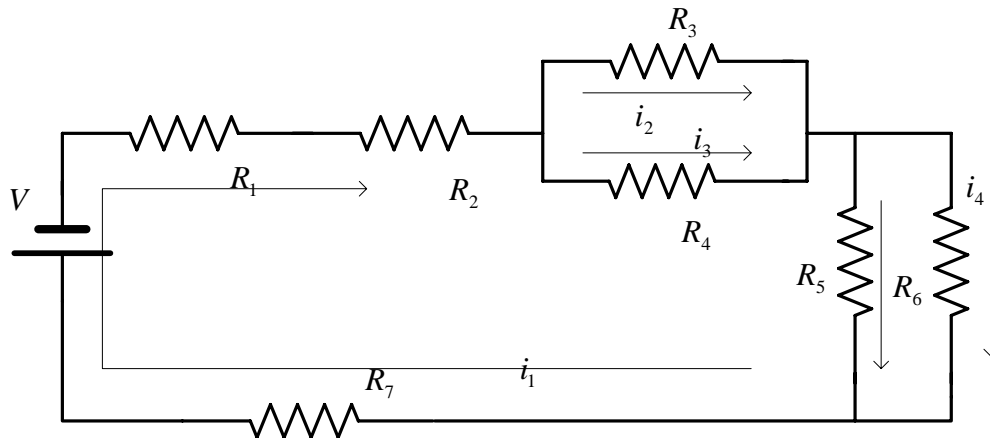 R₃
i₂
i₃
V
R₁
R₂
i₄
R₄
R₅
R₆
R₇
i₁